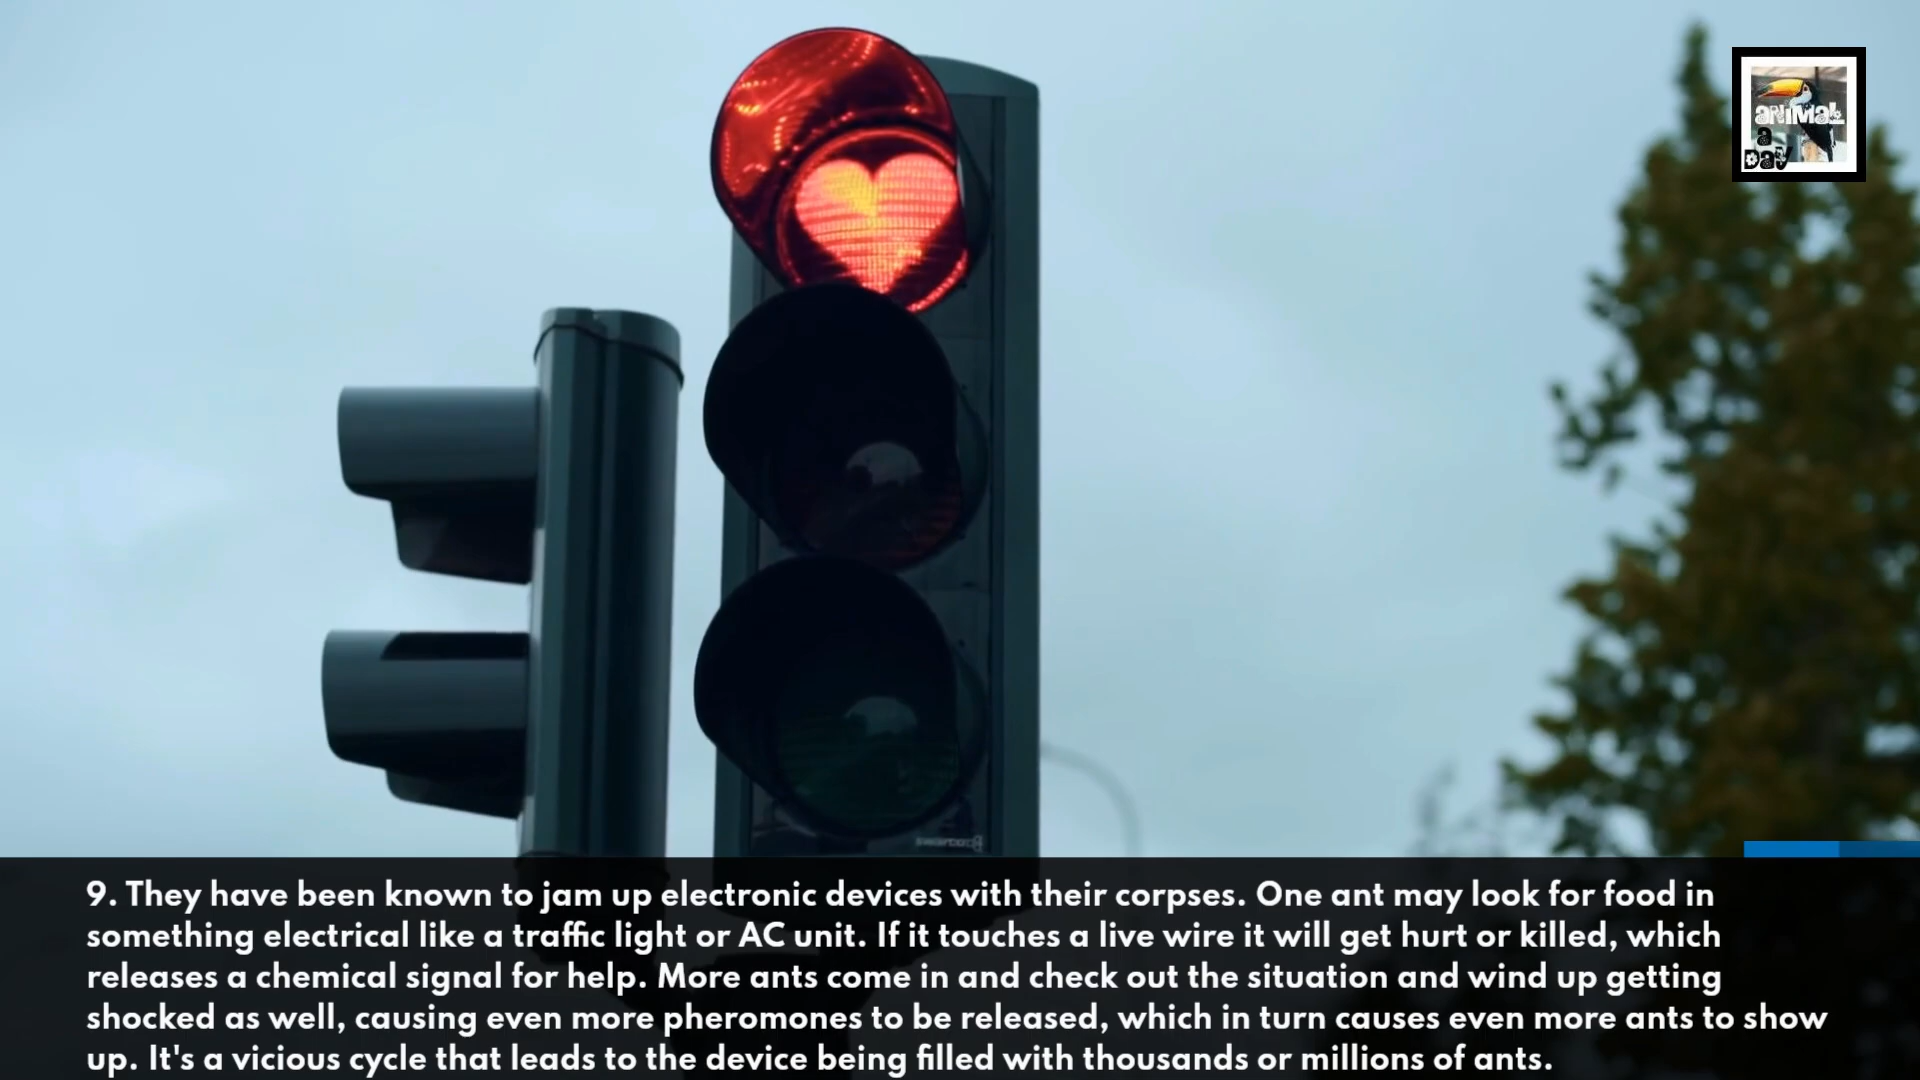 aNiMaL
a
Day
9. They have been known to jam up electronic devices with their corpses. One ant may look for food in
something electrical like a traffic light or AC unit. If it touches a live wire it will get hurt or killed, which
releases a chemical signal for help. More ants come in and check out the situation and wind up getting
shocked as well, causing even more pheromones to be released, which in turn causes even more ants to show
up. It's a vicious cycle that leads to the device being filled with thousands or millions of ants.